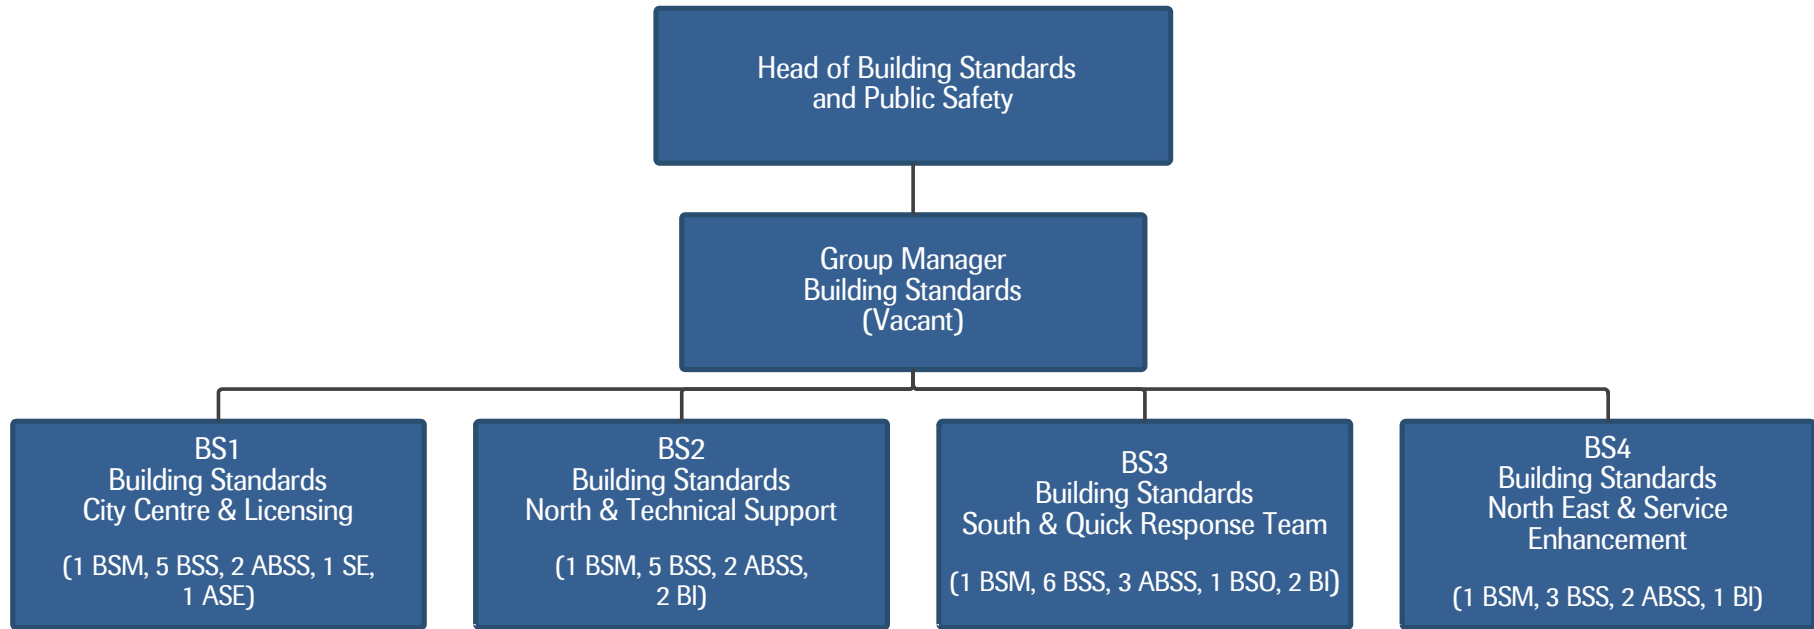 Head of Building Standards
and Public Safety
Group Manager
Building Standards
(Vacant)
BS1
Building Standards
City Centre & Licensing
(1 BSM, 5 BSS, 2 ABSS, 1 SE,
1 ASE)
BS2
Building Standards
North & Technical Support
(1 BSM, 5 BSS, 2 ABSS,
2 BI)
BS3
Building Standards
South & Quick Response Team
(1 BSM, 6 BSS, 3 ABSS, 1 BSO, 2 BI)
BS4
Building Standards
North East & Service
Enhancement
(1 BSM, 3 BSS, 2 ABSS, 1 BI)